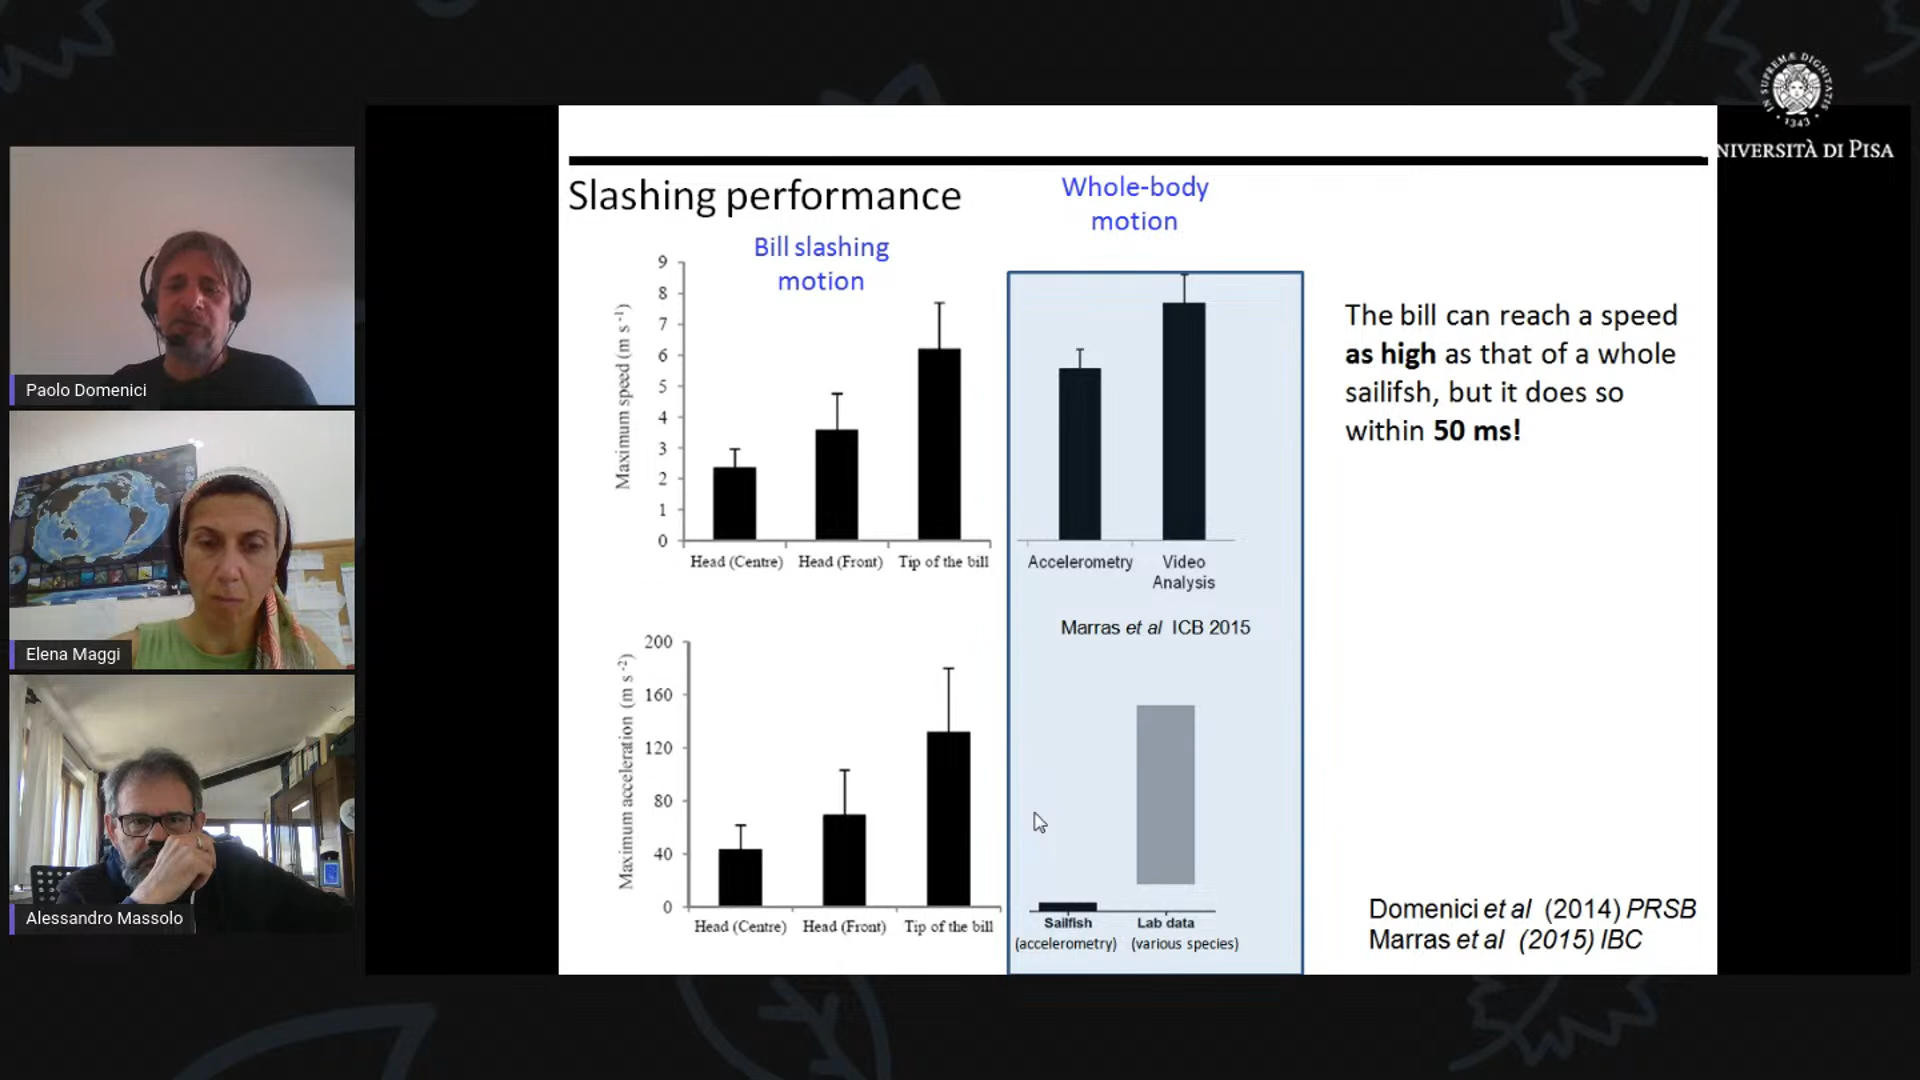 IN SUPREMÆ DIGNITATIS
1343
NIVERSITÀ DI PISA
Paolo Domenici
Elena Maggi
Alessandro Massolo
Slashing performance
Bill slashing
motion
Whole-body
motion
Maximum speed (m s⁻¹)
9
8
7
6
5
4
3
2
1
0
Head (Centre) Head (Front) Tip of the bill
Accelerometry Video
Analysis
Marras et al ICB 2015
Maximum acceleration (m s⁻²)
200
160
120
80
40
0
Head (Centre) Head (Front) Tip of the bill
Sailfish Lab data
(accelerometry) (various species)
The bill can reach a speed
as high as that of a whole
sailifsh, but it does so
within 50 ms!
Domenici et al (2014) PRSB
Marras et al (2015) IBC